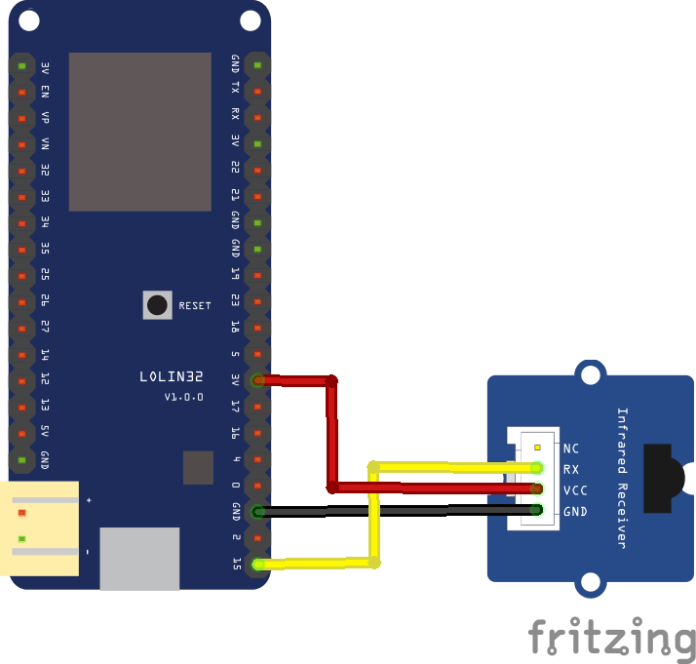 3V
EN
VP
VN
32
33
34
35
25
26
27
14
12
13
5V
GND
GND
TX
RX
3V
22
21
GND
GND
19
23
18
5
3V
17
16
4
0
GND
2
15
RESET
LOLIN32
V1.0.0
+
-
NC
RX
VCC
GND
Infrared Receiver
fritzing